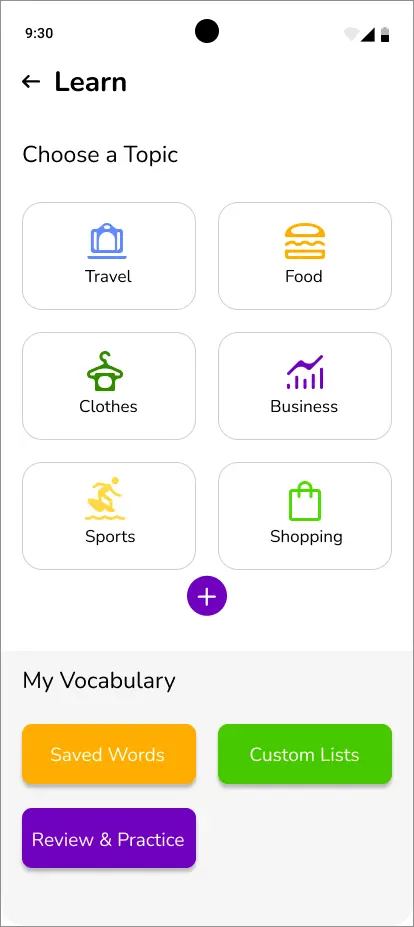 9:30
Learn
Choose a Topic
Travel
Food
Clothes
Business
Sports
Shopping
My Vocabulary
Saved Words
Custom Lists
Review & Practice